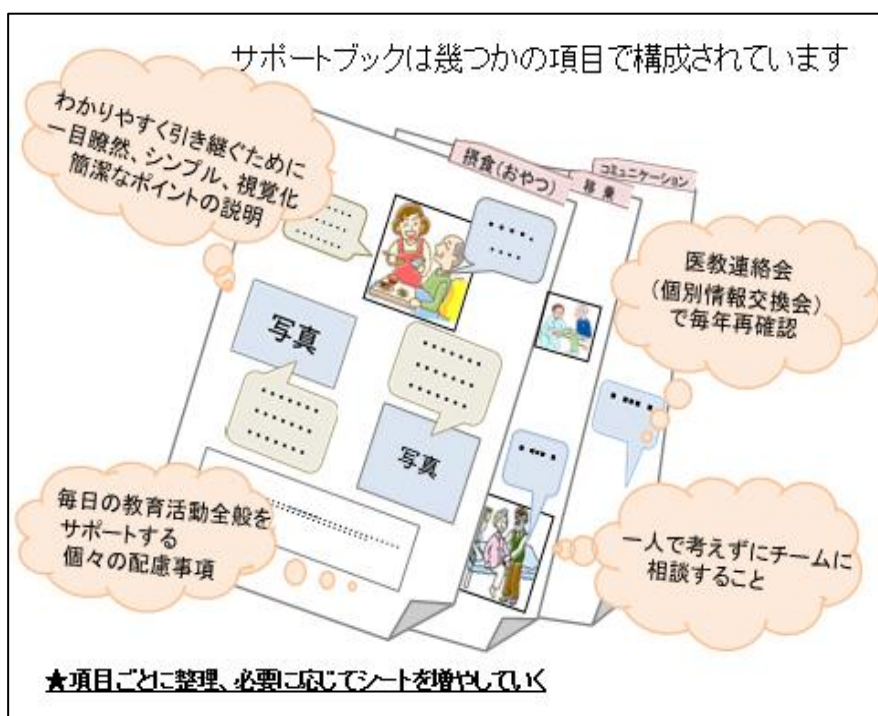 サポートブックは幾つかの項目で構成されています
わかりやすく引き継ぐために
一目瞭然、シンプル、視覚化
簡潔なポイントの説明
摂食（おやつ）
移乗
コミュニケーション
医教連絡会
（個別情報交換会）
で毎年再確認
写真
写真
毎日の教育活動全般を
サポートする
個々の配慮事項
一人で考えずにチームに
相談すること
★項目ごとに整理、必要に応じてシートを増やしていく